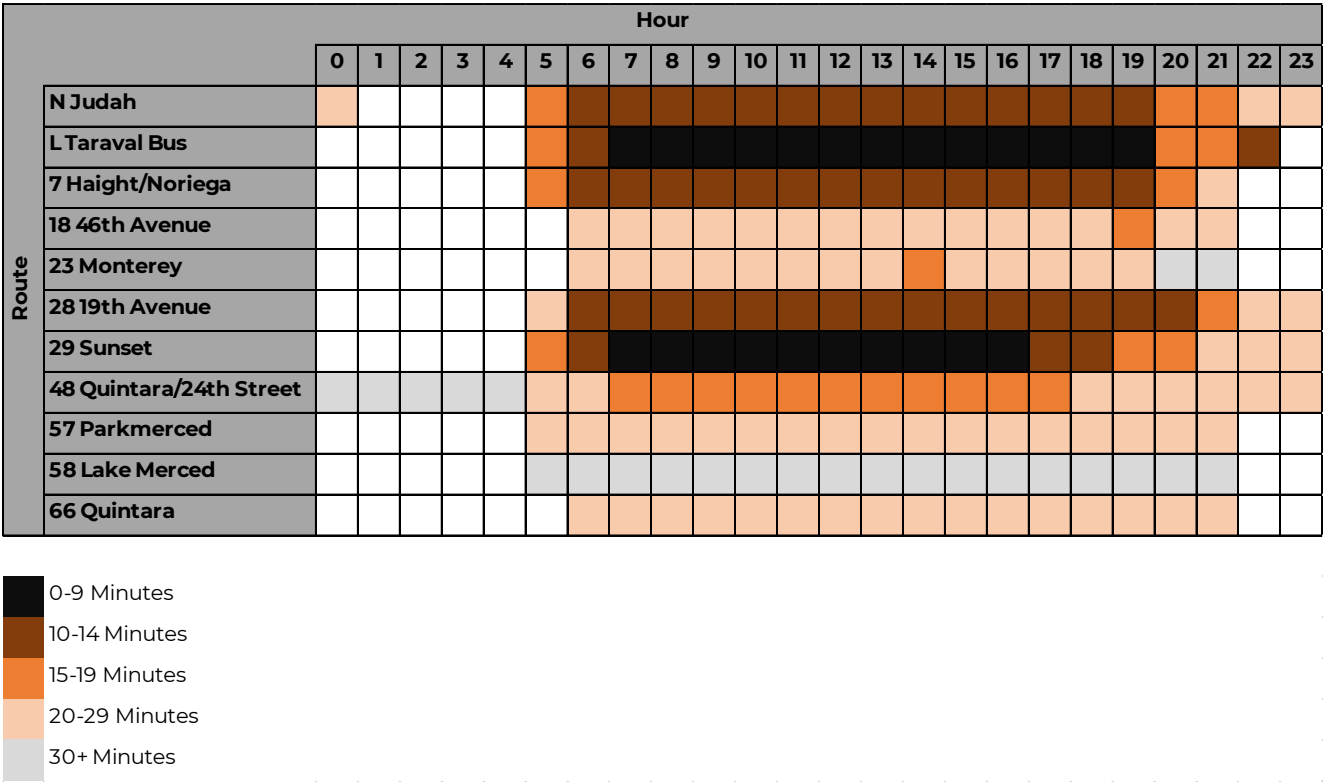 Hour
0 1 2 3 4 5 6 7 8 9 10 11 12 13 14 15 16 17 18 19 20 21 22 23
Route
N Judah
L Taraval Bus
7 Haight/Noriega
18 46th Avenue
23 Monterey
28 19th Avenue
29 Sunset
48 Quintara/24th Street
57 Parkmerced
58 Lake Merced
66 Quintara
0-9 Minutes
10-14 Minutes
15-19 Minutes
20-29 Minutes
30+ Minutes